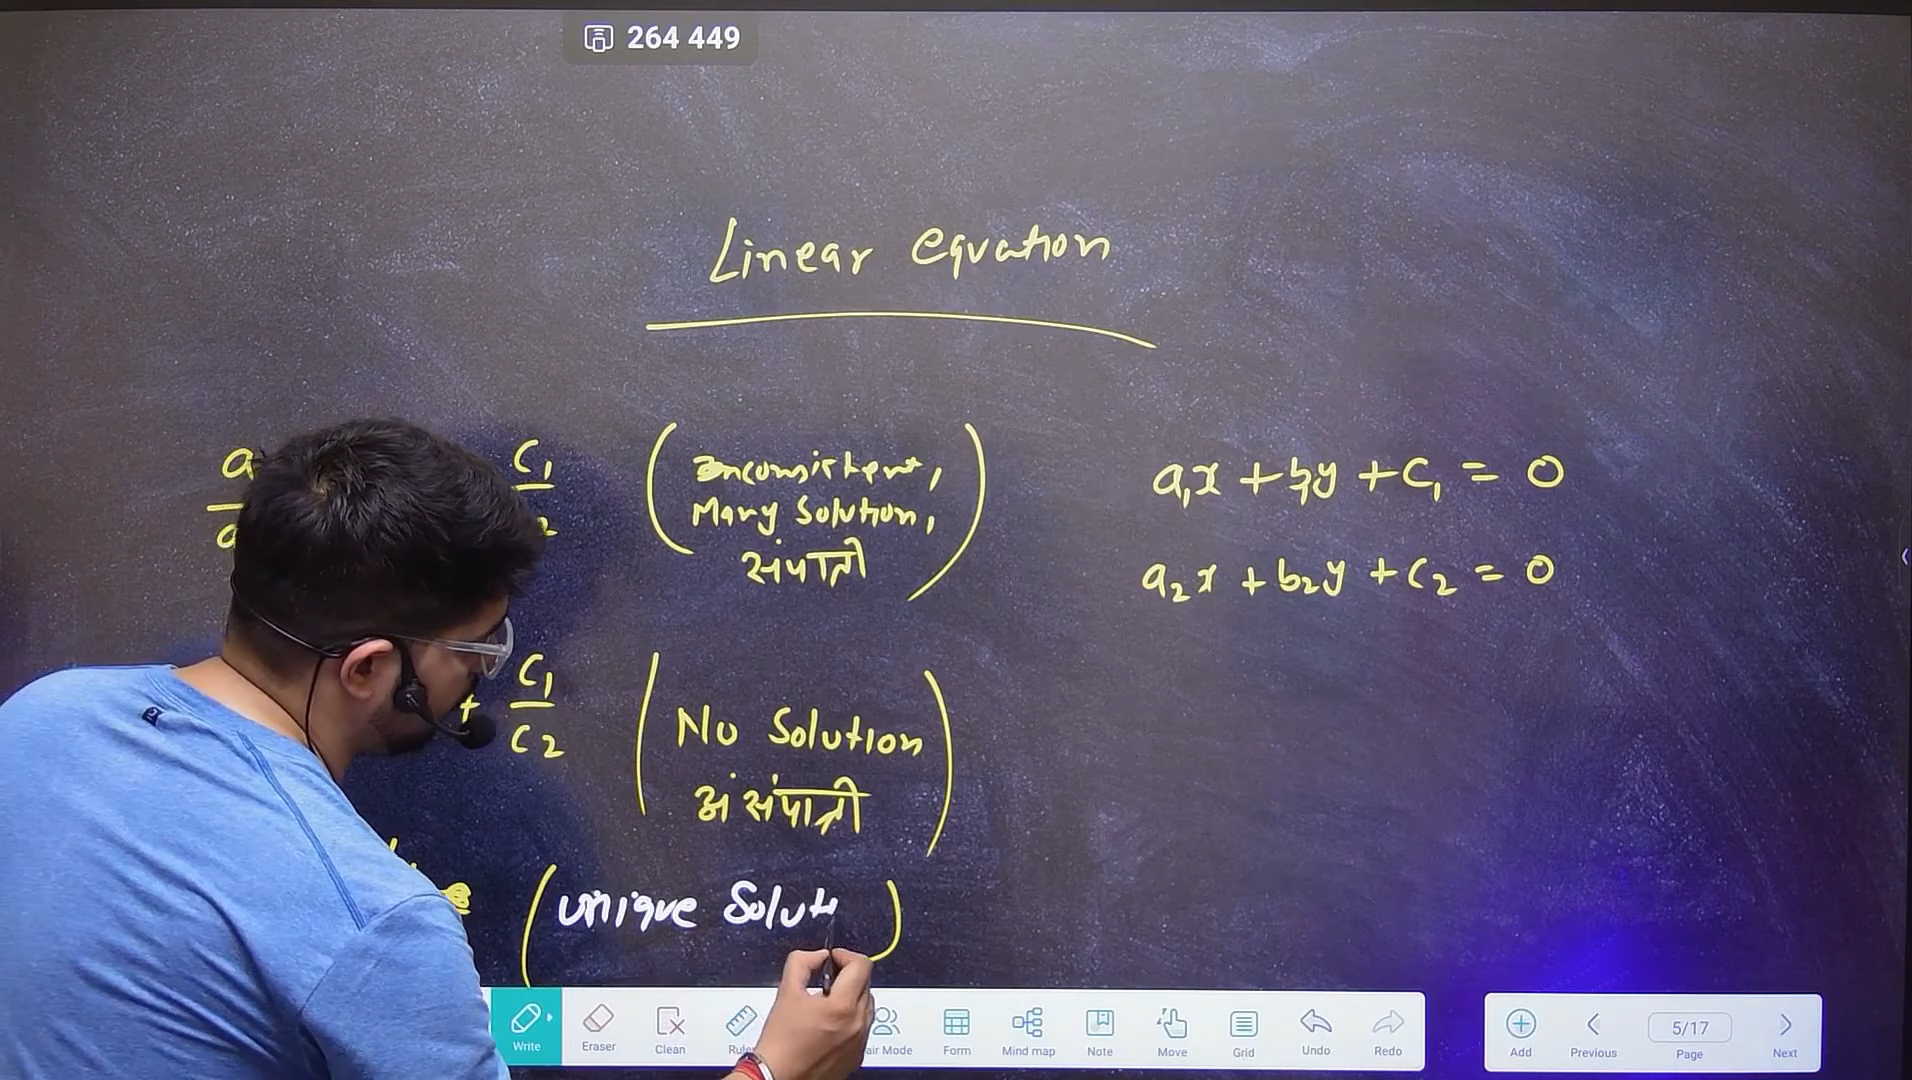 264 449
Linear equation
C₁
(Inconsistent,
Many Solution,
संपाती)
a₁x + b₁y + C₁ = 0
a₂x + b₂y + C₂ = 0
≠ C₁/C₂
(No Solution
अंसंपाती)
(unique Soluti)
Write
Eraser
Clean
Form
Mind map
Note
Move
Grid
Undo
Redo
Add
Previous
5/17
Page
Next